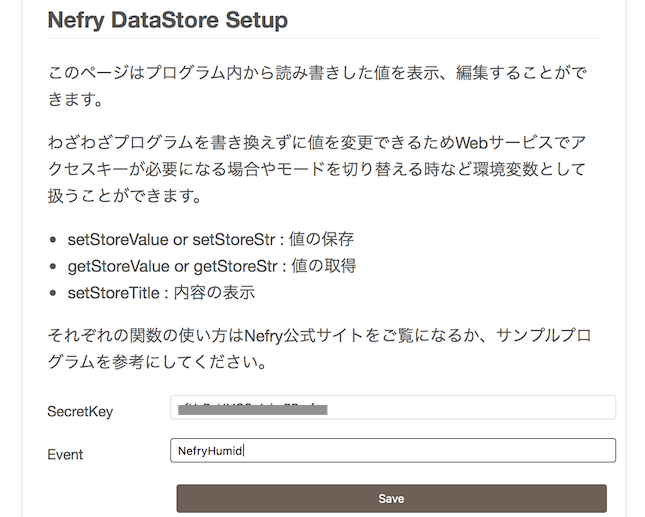 Nefry DataStore Setup
このページはプログラム内から読み書きした値を表示、編集することがで
きます。
わざわざプログラムを書き換えずに値を変更できるためWebサービスでア
クセスキーが必要になる場合やモードを切り替える時など環境変数として
扱うことができます。
setStoreValue or setStoreStr : 値の保存
getStoreValue or getStoreStr : 値の取得
setStoreTitle : 内容の表示
それぞれの関数の使い方はNefry公式サイトをご覧になるか、サンプルプロ
グラムを参考にしてください。
SecretKey
Event NefryHumid
Save